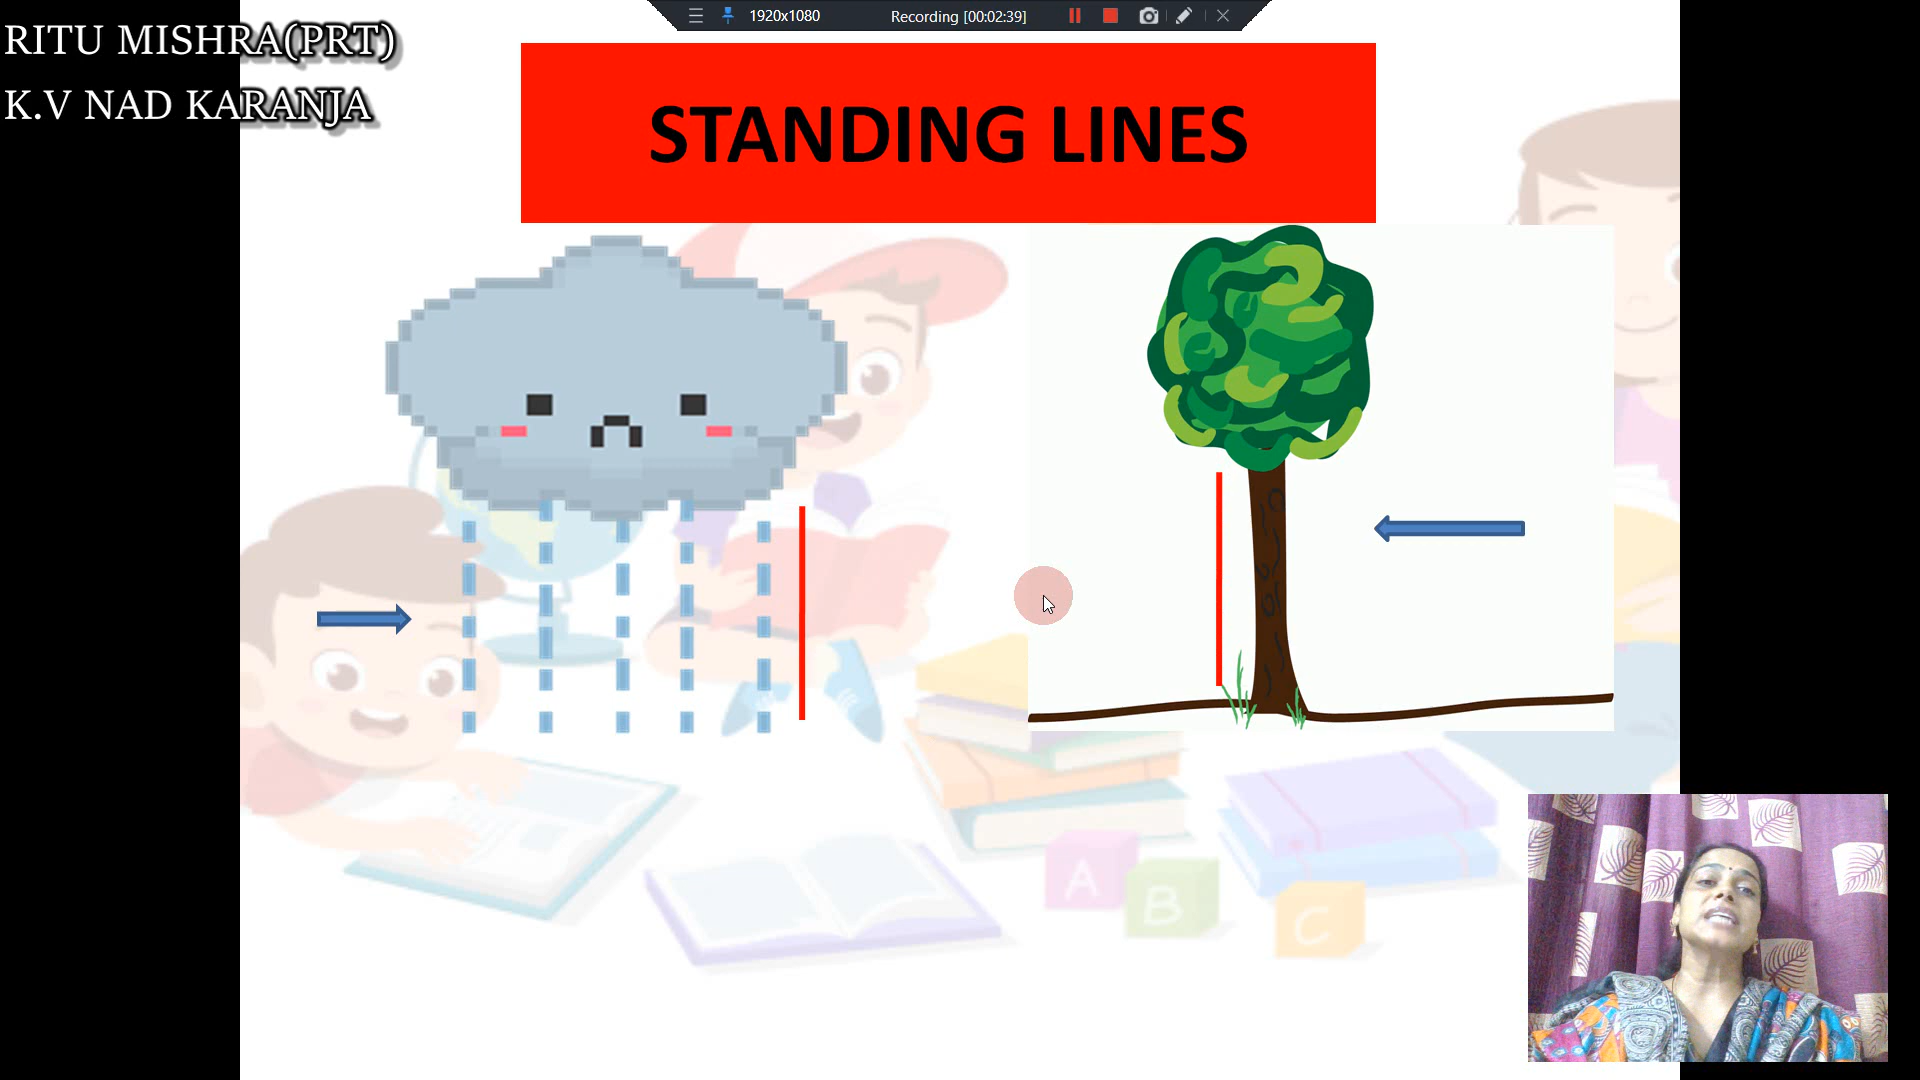 1920x1080
Recording [00:02:39]
RITU MISHRA(PRT)
K.V NAD KARANJA
STANDING LINES
A
B
C